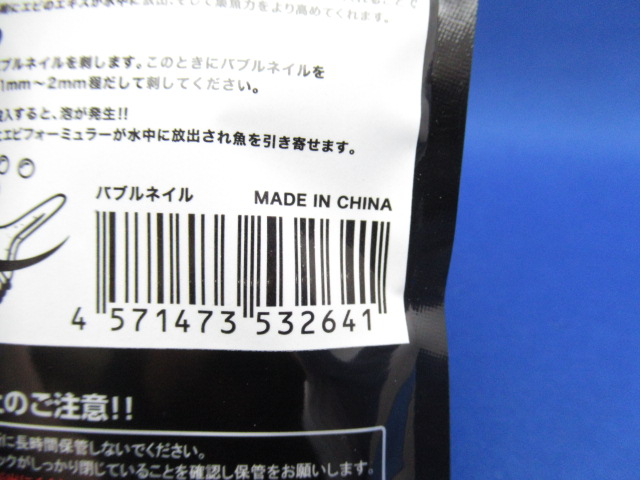 にエビのエキスが水中に放出、そして集魚力をより高めてくれます。
ブルネイルを刺します。このときにバブルネイルを
1mm～2mm程だして刺してください。
入すると、泡が発生!!
エビフォーミュラーが水中に放出され魚を引き寄せます。
バブルネイル MADE IN CHINA
4 571473 532641
のご注意!!
に長時間保管しないでください。
ックがしっかり閉じていることを確認し保管をお願いします。